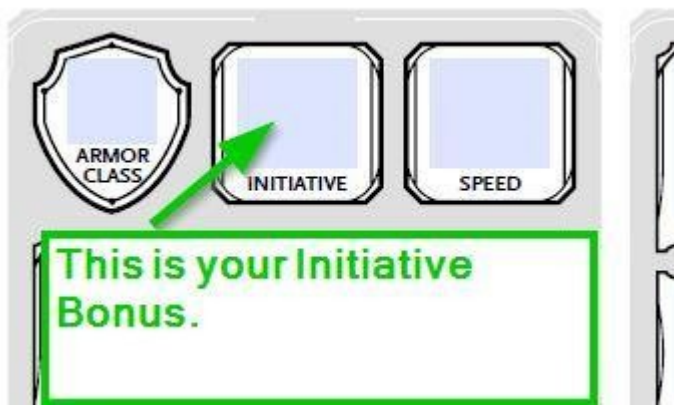 ARMOR
CLASS
INITIATIVE
SPEED
This is your Initiative
Bonus.